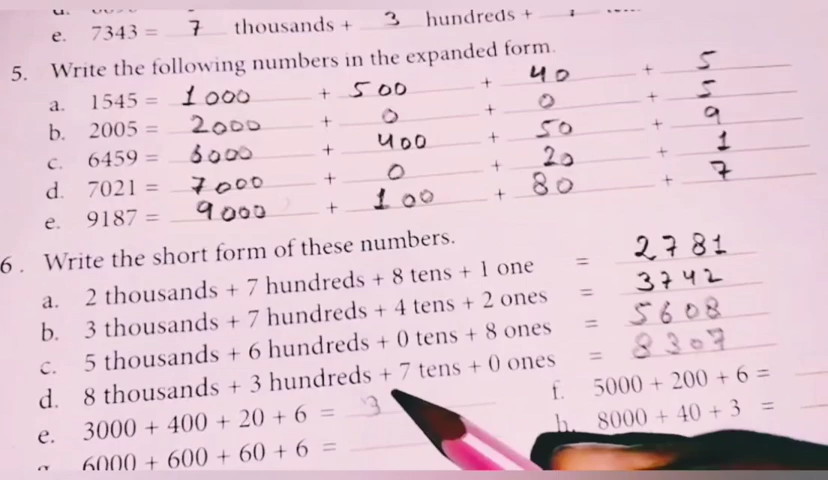 e. 7343 = 7 thousands + 3 hundreds +
5. Write the following numbers in the expanded form.
a. 1545 = 1000 + 500 + 40 + 5
b. 2005 = 2000 + 0 + 0 + 5
c. 6459 = 6000 + 400 + 50 + 9
d. 7021 = 7000 + 0 + 20 + 1
e. 9187 = 9000 + 100 + 80 + 7
6. Write the short form of these numbers.
a. 2 thousands + 7 hundreds + 8 tens + 1 one = 2781
b. 3 thousands + 7 hundreds + 4 tens + 2 ones = 3742
c. 5 thousands + 6 hundreds + 0 tens + 8 ones = 5608
d. 8 thousands + 3 hundreds + 7 tens + 0 ones = 8307
e. 3000 + 400 + 20 + 6 = 3
f. 5000 + 200 + 6 =
6000 + 600 + 60 + 6 =
h. 8000 + 40 + 3 =